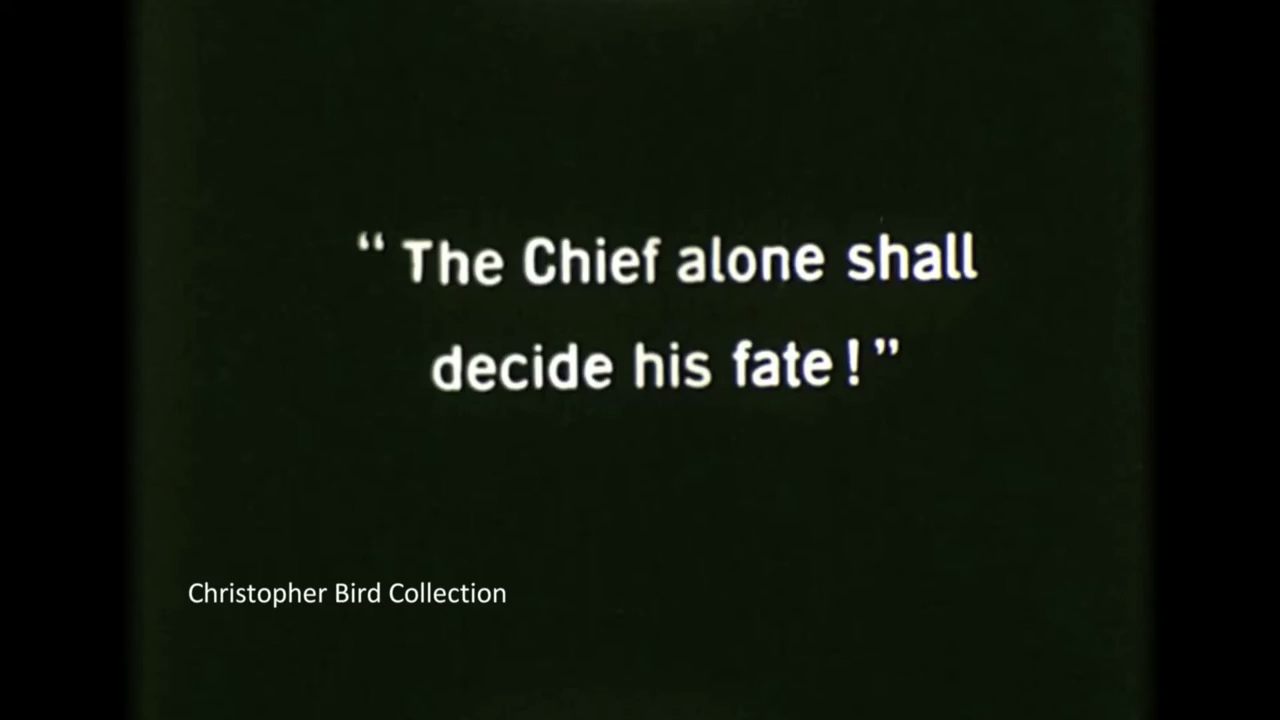 “ The Chief alone shall
decide his fate ! ”
Christopher Bird Collection